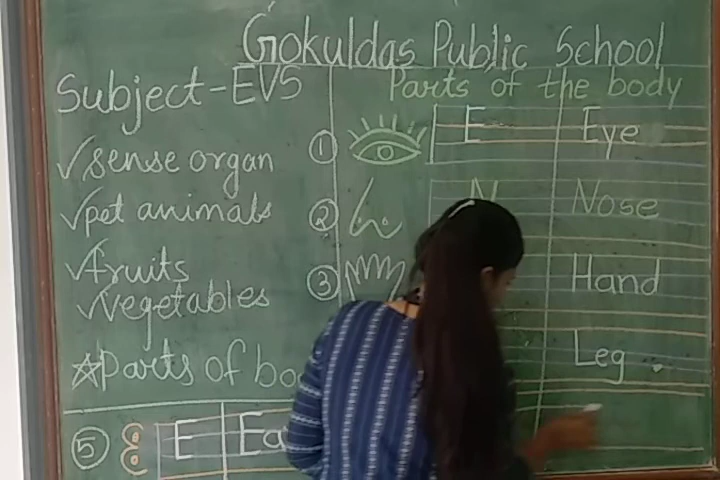 Gokuldas Public School
Subject-EVS
Parts of the body
✓sense organ
✓pet animals
✓fruits
✓Vegetables
☆Parts of bo
① E Eye
② N Nose
③ Hand
Leg
⑤ E Ea